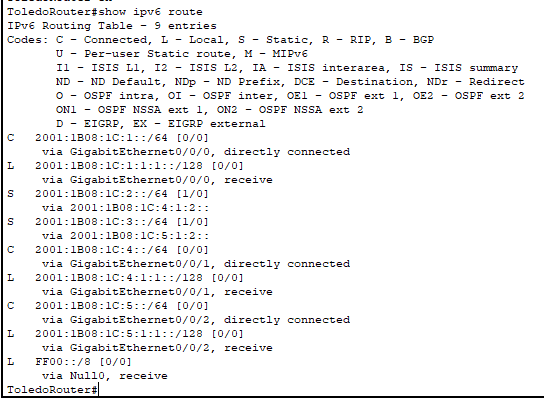 ToledoRouter#show ipv6 route
IPv6 Routing Table - 9 entries
Codes: C - Connected, L - Local, S - Static, R - RIP, B - BGP
U - Per-user Static route, M - MIPv6
I1 - ISIS L1, I2 - ISIS L2, IA - ISIS interarea, IS - ISIS summary
ND - ND Default, NDp - ND Prefix, DCE - Destination, NDr - Redirect
O - OSPF intra, OI - OSPF inter, OE1 - OSPF ext 1, OE2 - OSPF ext 2
ON1 - OSPF NSSA ext 1, ON2 - OSPF NSSA ext 2
D - EIGRP, EX - EIGRP external
C 2001:1B08:1C:1::/64 [0/0]
via GigabitEthernet0/0/0, directly connected
L 2001:1B08:1C:1:1:1::/128 [0/0]
via GigabitEthernet0/0/0, receive
S 2001:1B08:1C:2::/64 [1/0]
via 2001:1B08:1C:4:1:2::
S 2001:1B08:1C:3::/64 [1/0]
via 2001:1B08:1C:5:1:2::
C 2001:1B08:1C:4::/64 [0/0]
via GigabitEthernet0/0/1, directly connected
L 2001:1B08:1C:4:1:1::/128 [0/0]
via GigabitEthernet0/0/1, receive
C 2001:1B08:1C:5::/64 [0/0]
via GigabitEthernet0/0/2, directly connected
L 2001:1B08:1C:5:1:1::/128 [0/0]
via GigabitEthernet0/0/2, receive
L FF00::/8 [0/0]
via Null0, receive
ToledoRouter#